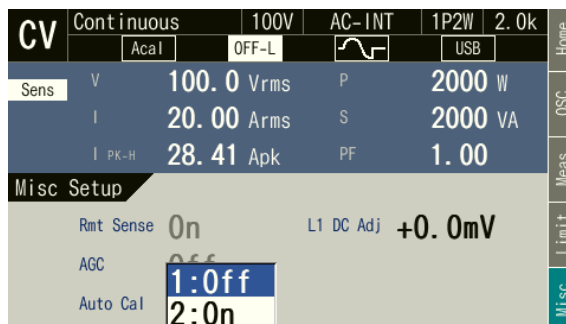 CV Continuous 100V AC-INT 1P2W 2.0k
Acal OFF-L USB
Home
Sens V 100.0 Vrms P 2000 W
OSC
I 20.00 Arms S 2000 VA
I PK-H 28.41 Apk PF 1.00
Meas
Misc Setup
Rmt Sense On L1 DC Adj +0.0mV
Limit
AGC Off
1:Off
Auto Cal 2:On
Misc